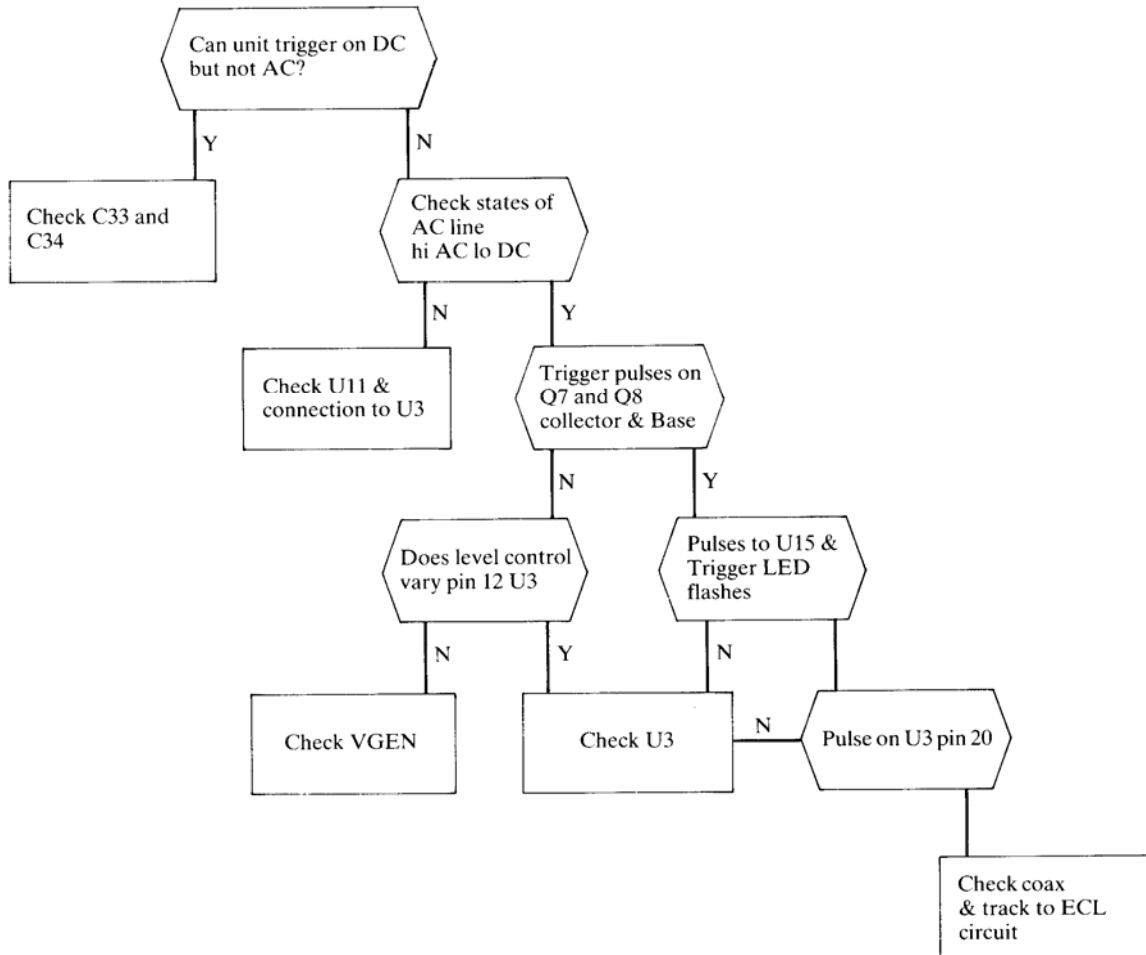 Can unit trigger on DC
but not AC?
Y
N
Check C33 and
C34
Check states of
AC line
hi AC lo DC
N
Y
Check U11 &
connection to U3
Trigger pulses on
Q7 and Q8
collector & Base
N
Y
Does level control
vary pin 12 U3
Pulses to U15 &
Trigger LED
flashes
N
Y
N
Check VGEN
Check U3
N
Pulse on U3 pin 20
Check coax
& track to ECL
circuit